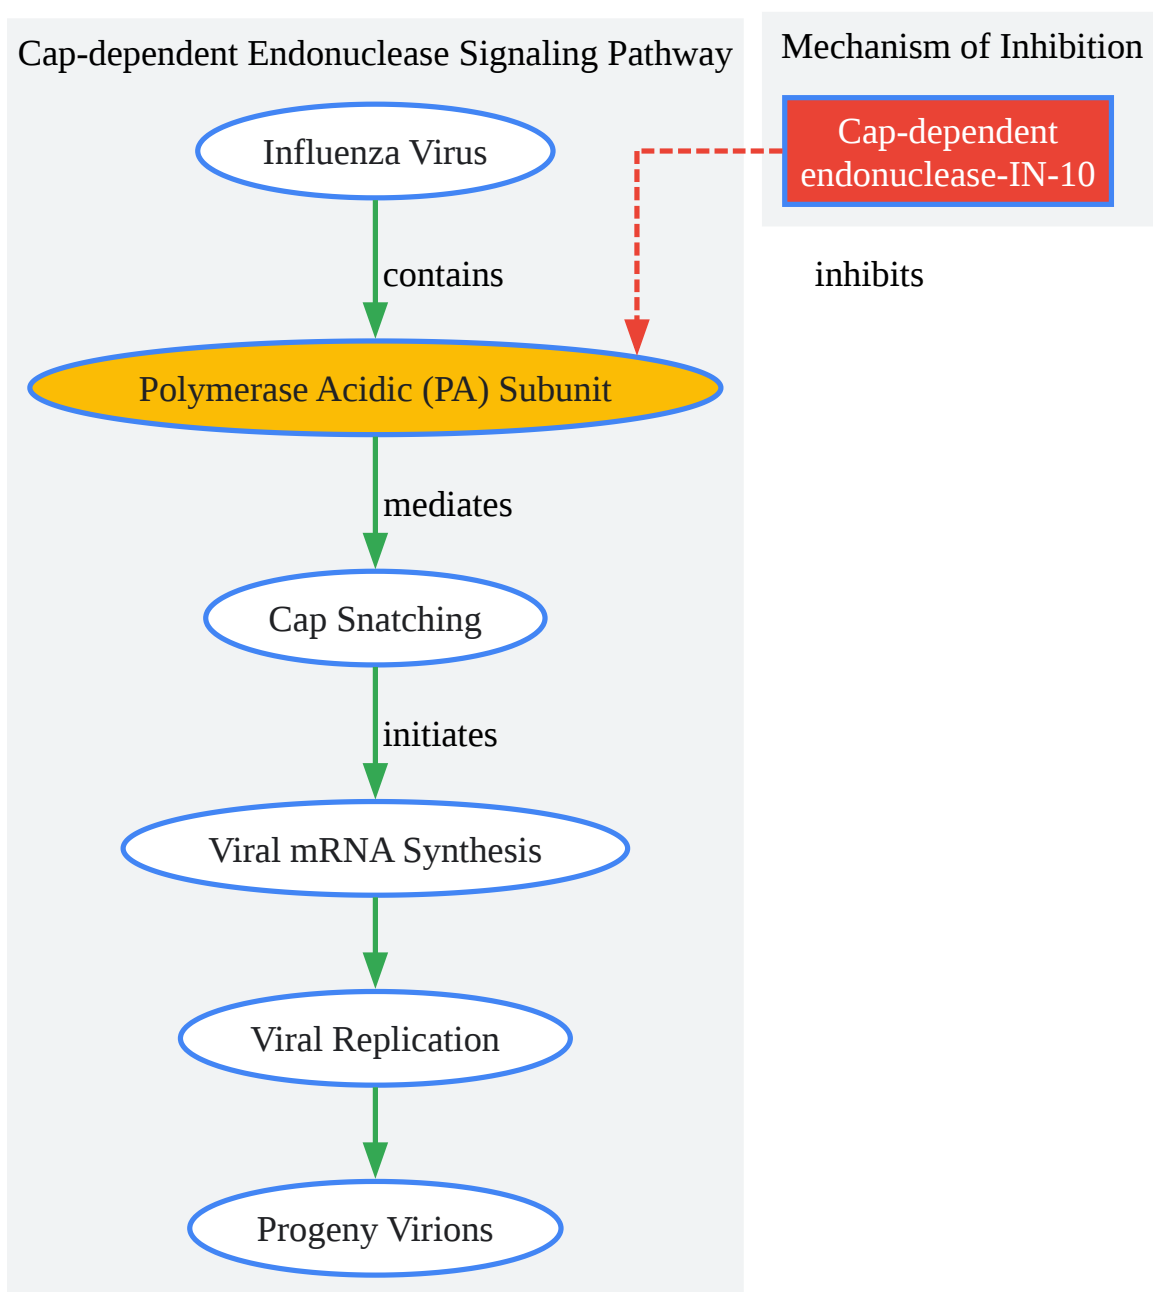 Cap-dependent Endonuclease Signaling Pathway
Mechanism of Inhibition
Influenza Virus
Cap-dependent
endonuclease-IN-10
contains
inhibits
Polymerase Acidic (PA) Subunit
mediates
Cap Snatching
initiates
Viral mRNA Synthesis
Viral Replication
Progeny Virions